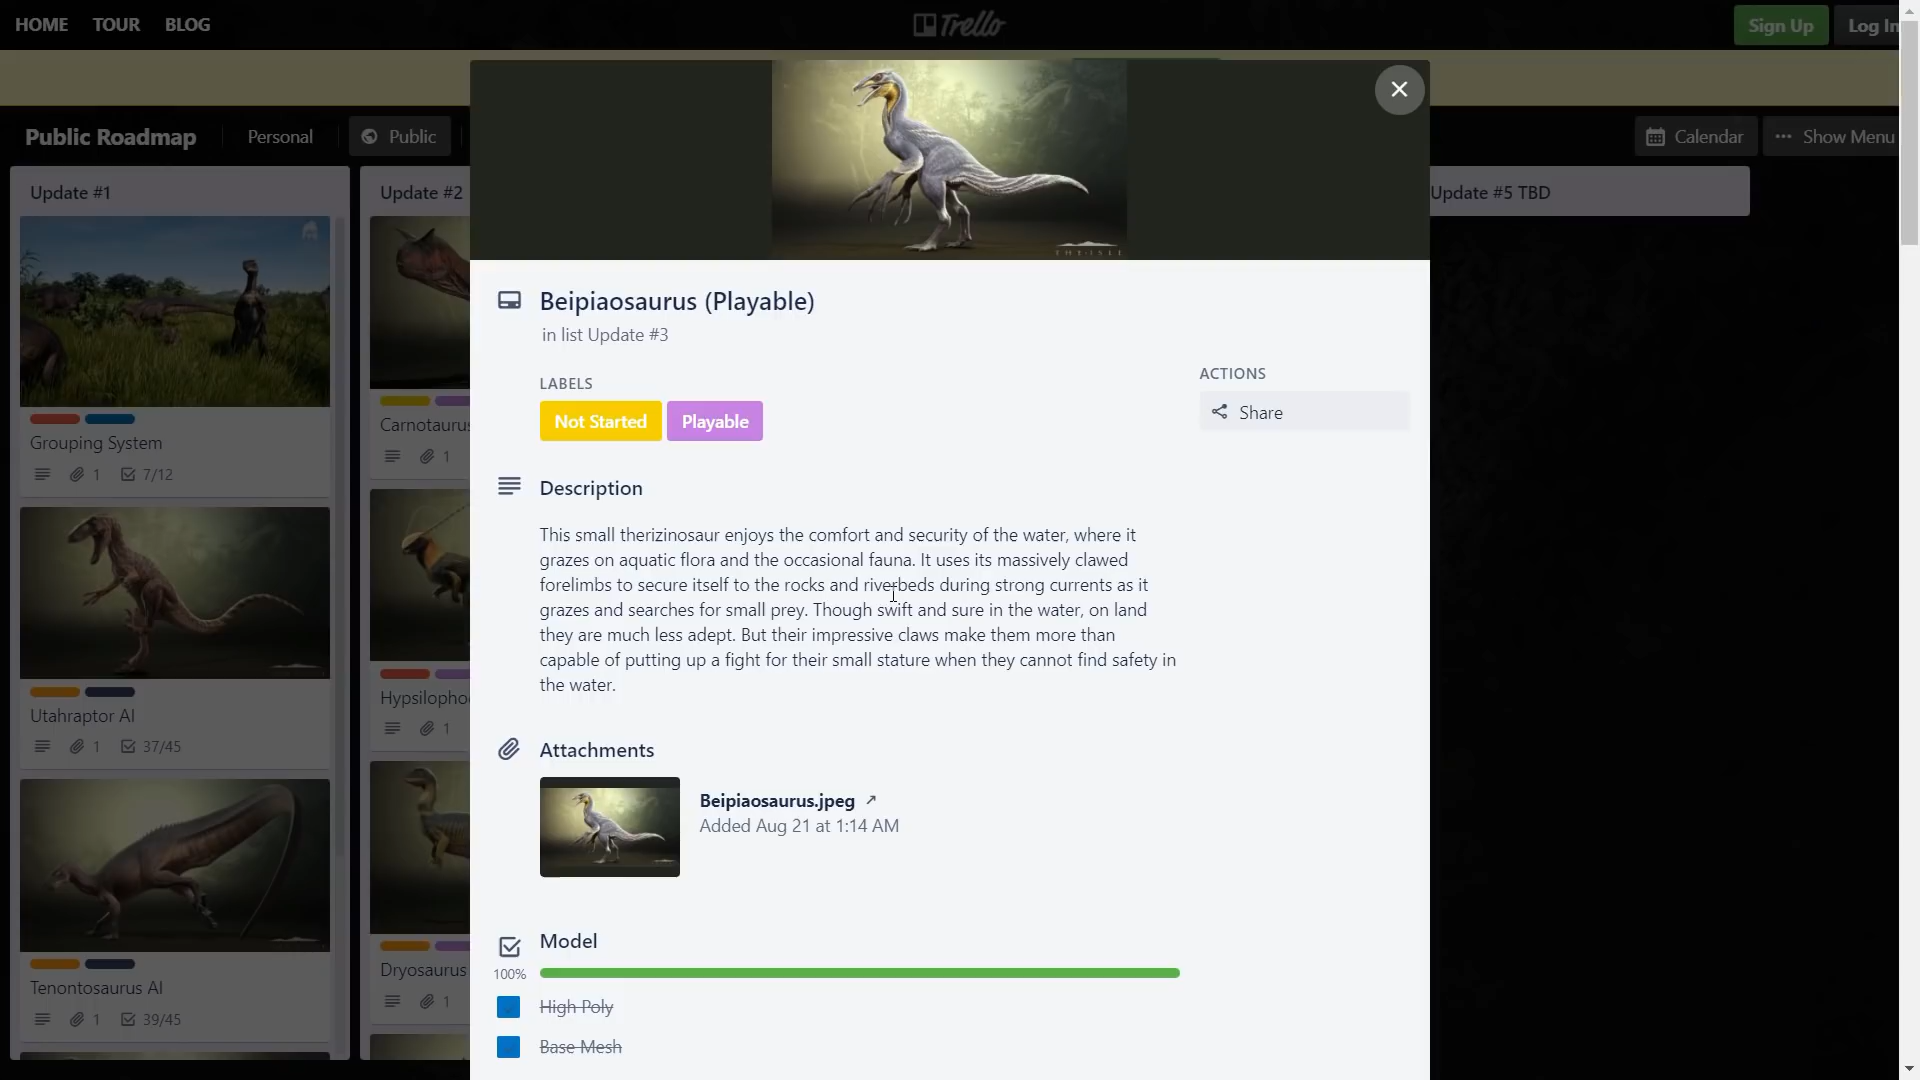 HOME TOUR BLOG
Trello
Sign Up
Log In
Public Roadmap
Personal
Public
Calendar
Show Menu
Update #1
Grouping System
1
7/12
Utahraptor AI
1
37/45
Tenontosaurus AI
1
39/45
Update #2
Carnotaurus
1
Hypsilopho
1
Dryosaurus
1
Update #5 TBD
THE ISLE
Beipiaosaurus (Playable)
in list Update #3
LABELS
Not Started
Playable
ACTIONS
Share
Description
This small therizinosaur enjoys the comfort and security of the water, where it
grazes on aquatic flora and the occasional fauna. It uses its massively clawed
forelimbs to secure itself to the rocks and riverbeds during strong currents as it
grazes and searches for small prey. Though swift and sure in the water, on land
they are much less adept. But their impressive claws make them more than
capable of putting up a fight for their small stature when they cannot find safety in
the water.
Attachments
Beipiaosaurus.jpeg
Added Aug 21 at 1:14 AM
Model
100%
High Poly
Base Mesh